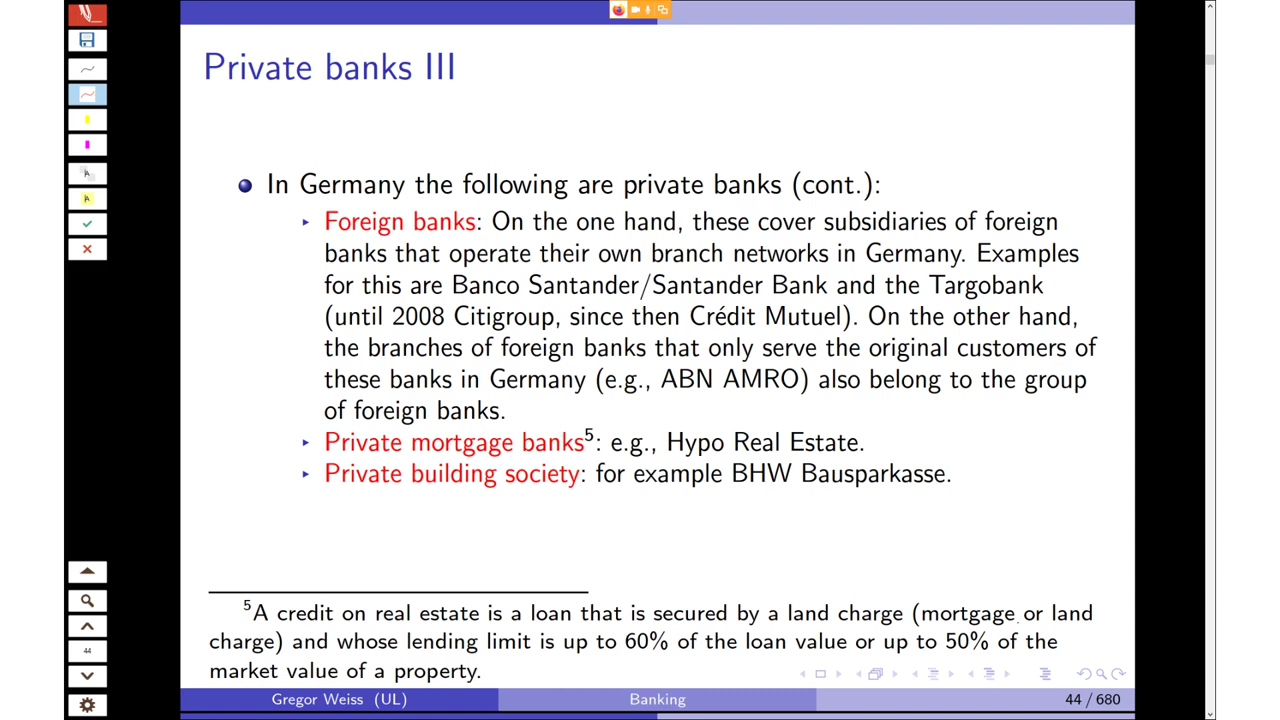 Private banks III
In Germany the following are private banks (cont.):
Foreign banks: On the one hand, these cover subsidiaries of foreign
banks that operate their own branch networks in Germany. Examples
for this are Banco Santander/Santander Bank and the Targobank
(until 2008 Citigroup, since then Crédit Mutuel). On the other hand,
the branches of foreign banks that only serve the original customers of
these banks in Germany (e.g., ABN AMRO) also belong to the group
of foreign banks.
Private mortgage banks5: e.g., Hypo Real Estate.
Private building society: for example BHW Bausparkasse.
5A credit on real estate is a loan that is secured by a land charge (mortgage or land
charge) and whose lending limit is up to 60% of the loan value or up to 50% of the
market value of a property.
44
Gregor Weiss (UL) Banking 44 / 680